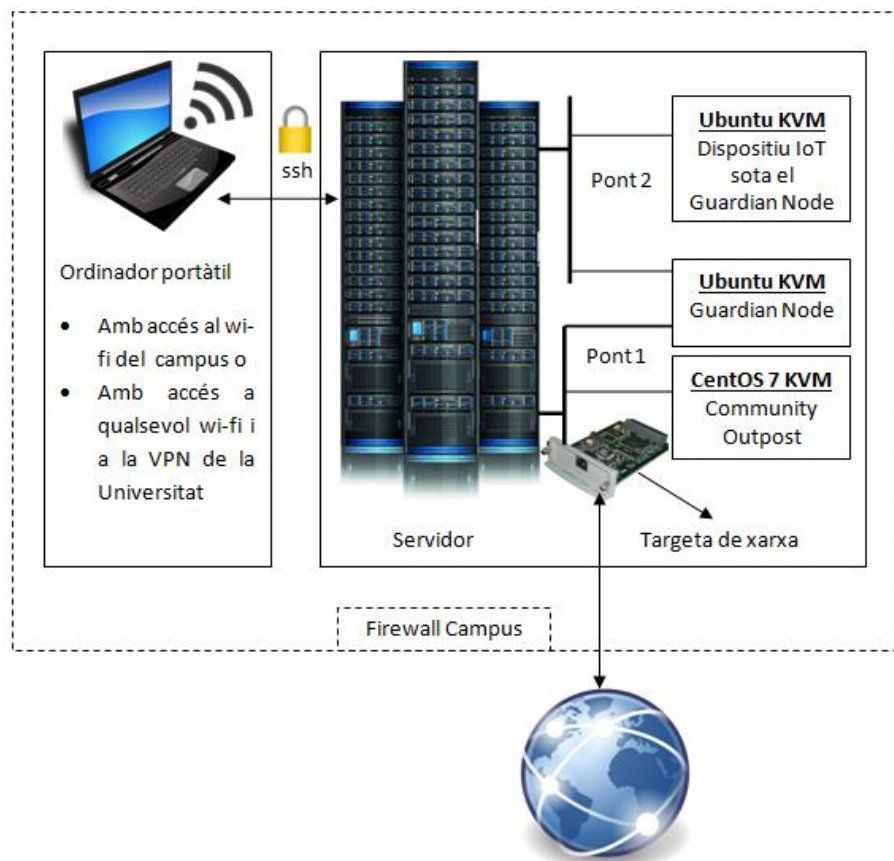 ssh
Ordinador portàtil
• Amb accés al wi-
fi del campus o
• Amb accés a
qualsevol wi-fi i
a la VPN de la
Universitat
Pont 2
Ubuntu KVM
Dispositiu IoT
sota el
Guardian Node
Ubuntu KVM
Guardian Node
Pont 1
CentOS 7 KVM
Community
Outpost
Servidor
Targeta de xarxa
Firewall Campus